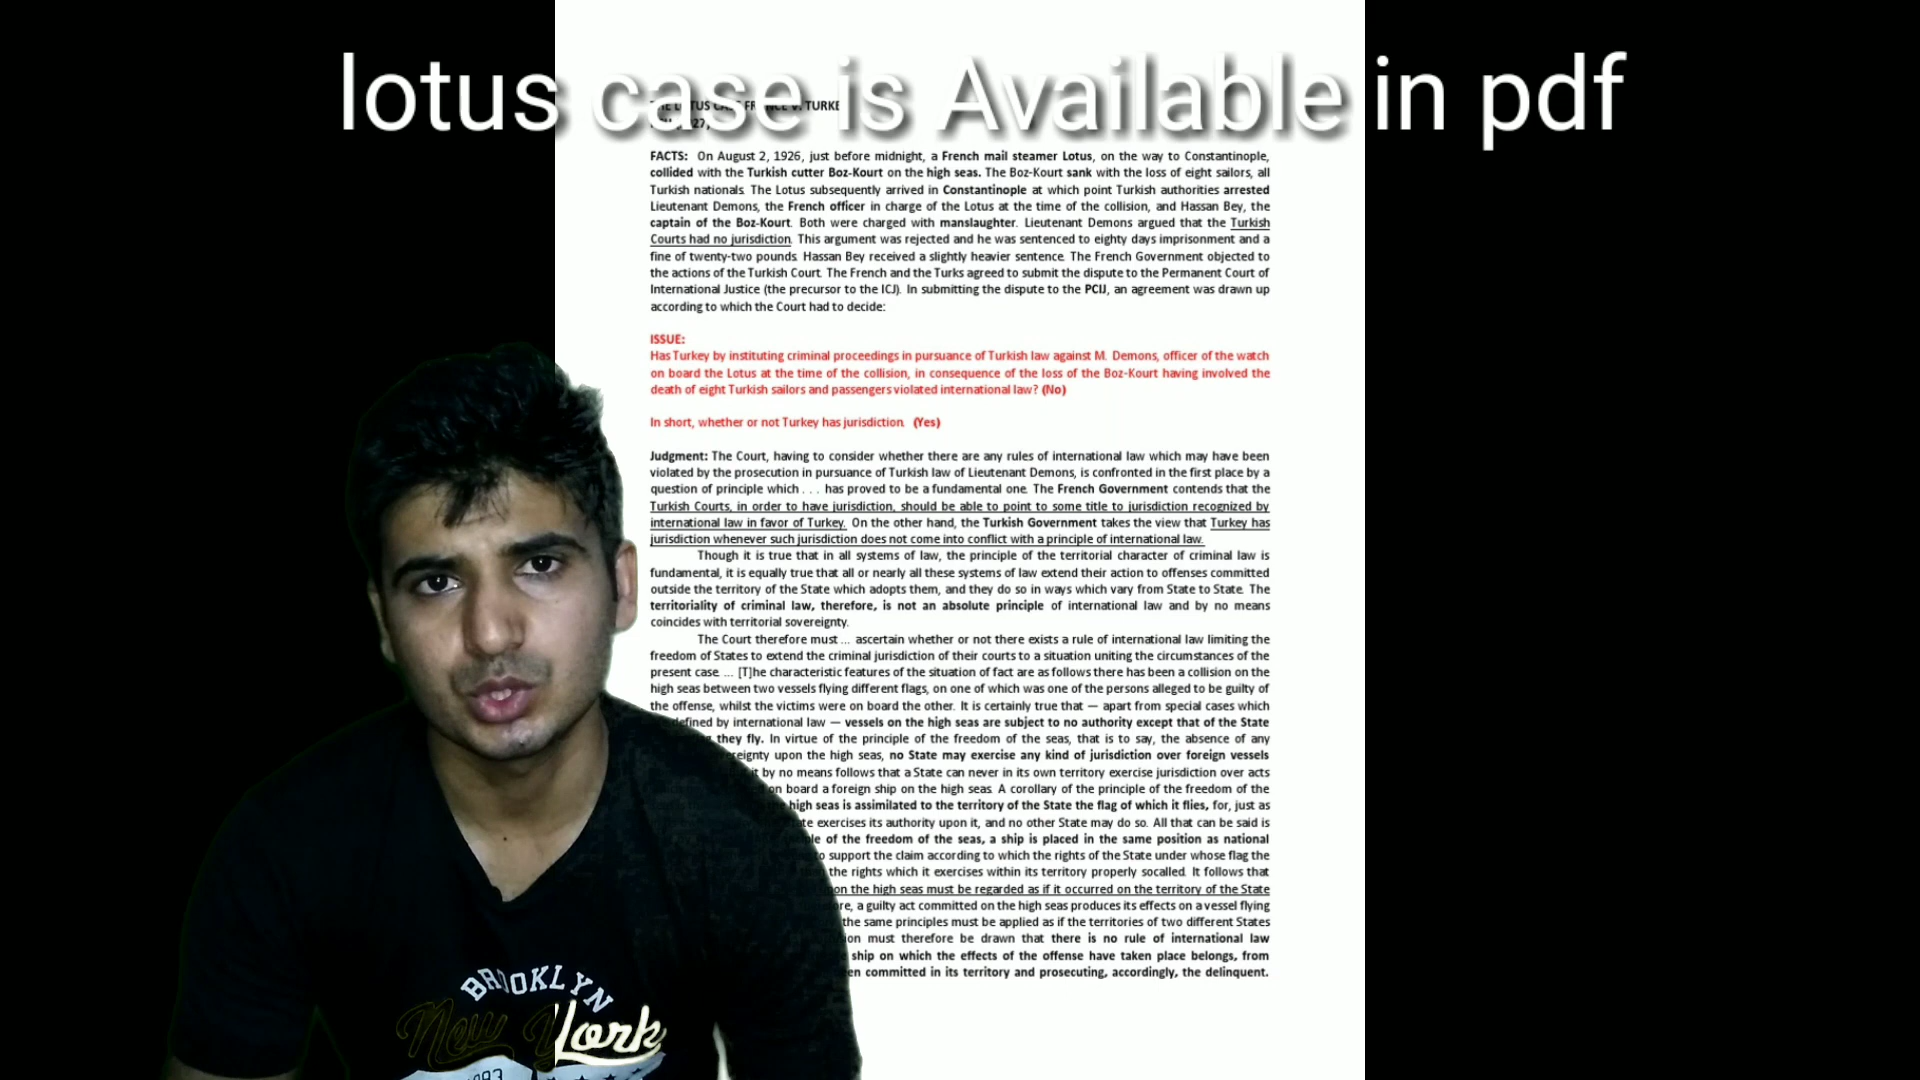 lotus case is Available in pdf
THE LOTUS CASE FRANCE V. TURKE
FACTS: On August 2, 1926, just before midnight, a French mail steamer Lotus, on the way to Constantinople,
collided with the Turkish cutter Boz-Kourt on the high seas. The Boz-Kourt sank with the loss of eight sailors, all
Turkish nationals. The Lotus subsequently arrived in Constantinople at which point Turkish authorities arrested
Lieutenant Demons, the French officer in charge of the Lotus at the time of the collision, and Hassan Bey, the
captain of the Boz-Kourt. Both were charged with manslaughter. Lieutenant Demons argued that the Turkish
Courts had no jurisdiction. This argument was rejected and he was sentenced to eighty days imprisonment and a
fine of twenty-two pounds. Hassan Bey received a slightly heavier sentence. The French Government objected to
the actions of the Turkish Court. The French and the Turks agreed to submit the dispute to the Permanent Court of
International Justice (the precursor to the ICJ). In submitting the dispute to the PCIJ, an agreement was drawn up
according to which the Court had to decide:
ISSUE:
Has Turkey by instituting criminal proceedings in pursuance of Turkish law against M. Demons, officer of the watch
on board the Lotus at the time of the collision, in consequence of the loss of the Boz-Kourt having involved the
death of eight Turkish sailors and passengers violated international law? (No)
In short, whether or not Turkey has jurisdiction. (Yes)
Judgment: The Court, having to consider whether there are any rules of international law which may have been
violated by the prosecution in pursuance of Turkish law of Lieutenant Demons, is confronted in the first place by a
question of principle which . . . has proved to be a fundamental one. The French Government contends that the
Turkish Courts, in order to have jurisdiction, should be able to point to some title to jurisdiction recognized by
international law in favor of Turkey. On the other hand, the Turkish Government takes the view that Turkey has
jurisdiction whenever such jurisdiction does not come into conflict with a principle of international law.
Though it is true that in all systems of law, the principle of the territorial character of criminal law is
fundamental, it is equally true that all or nearly all these systems of law extend their action to offenses committed
outside the territory of the State which adopts them, and they do so in ways which vary from State to State. The
territoriality of criminal law, therefore, is not an absolute principle of international law and by no means
coincides with territorial sovereignty.
The Court therefore must ... ascertain whether or not there exists a rule of international law limiting the
freedom of States to extend the criminal jurisdiction of their courts to a situation uniting the circumstances of the
present case. ... [T]he characteristic features of the situation of fact are as follows there has been a collision on the
high seas between two vessels flying different flags, on one of which was one of the persons alleged to be guilty of
the offense, whilst the victims were on board the other. It is certainly true that — apart from special cases which
defined by international law — vessels on the high seas are subject to no authority except that of the State
they fly. In virtue of the principle of the freedom of the seas, that is to say, the absence of any
upon the high seas, no State may exercise any kind of jurisdiction over foreign vessels
it by no means follows that a State can never in its own territory exercise jurisdiction over acts
on board a foreign ship on the high seas. A corollary of the principle of the freedom of the
high seas is assimilated to the territory of the State the flag of which it flies, for, just as
exercises its authority upon it, and no other State may do so. All that can be said is
of the freedom of the seas, a ship is placed in the same position as national
to support the claim according to which the rights of the State under whose flag the
the rights which it exercises within its territory properly socalled. It follows that
on the high seas must be regarded as if it occurred on the territory of the State
a guilty act committed on the high seas produces its effects on a vessel flying
the same principles must be applied as if the territories of two different States
must therefore be drawn that there is no rule of international law
ship on which the effects of the offense have taken place belongs, from
committed in its territory and prosecuting, accordingly, the delinquent.
BROOKLYN
New York